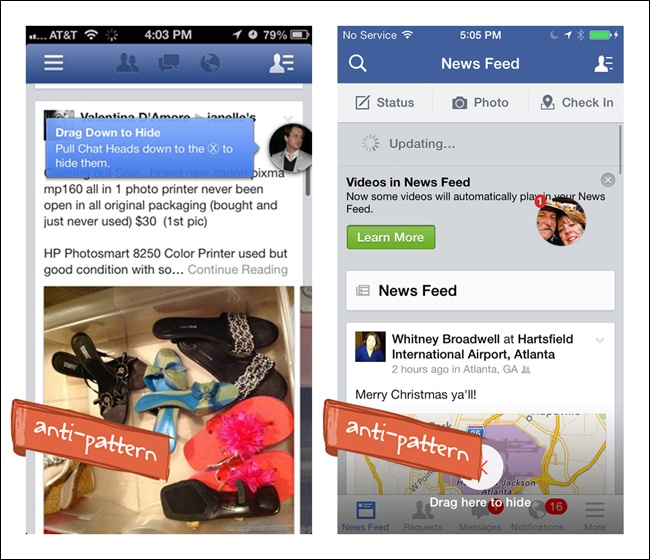 AT&T 4:03 PM 79%
Valentina D'Amore ▸ janelle's
Drag Down to Hide
Pull Chat Heads down to the Ⓧ to
hide them.
Clearing out Sale.. brand new canon pixma
mp160 all in 1 photo printer never been
open in all original packaging (bought and
just never used) $30 (1st pic)
HP Photosmart 8250 Color Printer used but
good condition with so… Continue Reading
anti-pattern
No Service 5:05 PM
News Feed
Status Photo Check In
Updating...
Videos in News Feed
Now some videos will automatically play in your News
Feed.
1
Learn More
News Feed
Whitney Broadwell at Hartsfield
International Airport, Atlanta
2 hours ago in Atlanta, GA
Merry Christmas ya'll!
anti-pattern
85
W Po
Jackson
Atlanta
Drag here to hide
16
News Feed Requests Messages Notifications More